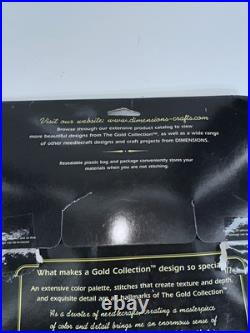 Visit our website: www.dimensions-crafts.com
Browse through our extensive product catalog to view
more beautiful designs from The Gold Collection™, as well as a wide range
of other needlecraft designs and craft projects from DIMENSIONS.
Resealable plastic bag and package conveniently stores your
materials when you are not stitching.
What makes a Gold Collection™ design so special?
An extensive color palette, stitches that create texture and depth,
and exquisite detail are all hallmarks of The Gold Collection.
As a devotee of needlecrafts, creating a masterpiece
of color and detail brings me an enormous sense of